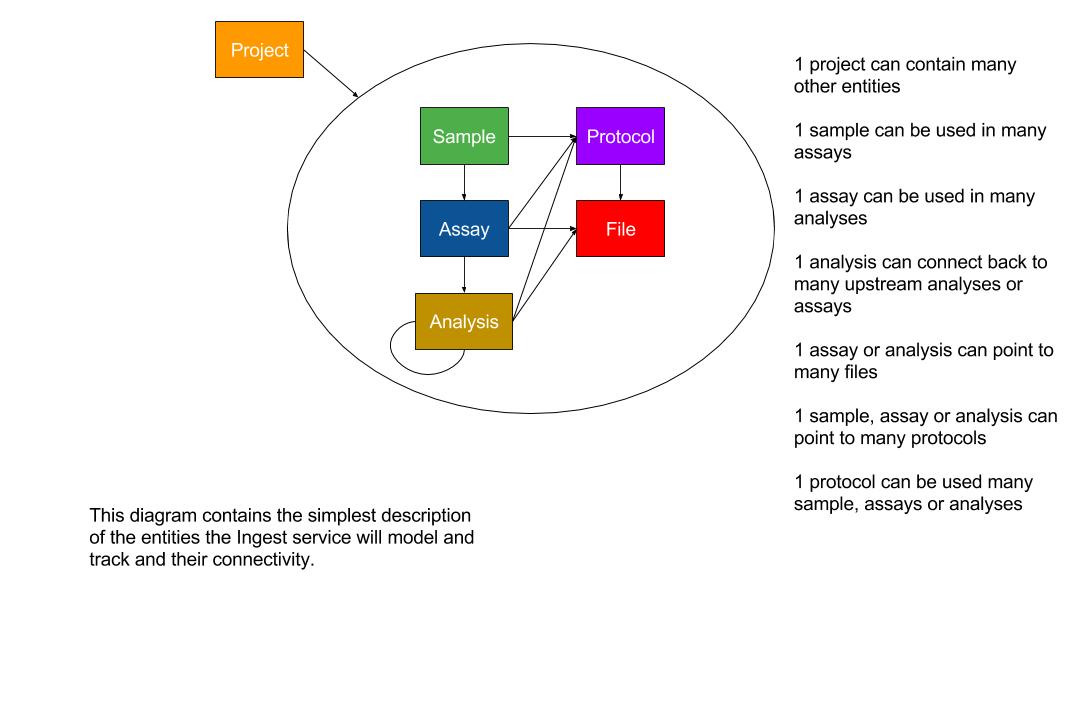 Project
Sample
Protocol
Assay
File
Analysis
1 project can contain many
other entities
1 sample can be used in many
assays
1 assay can be used in many
analyses
1 analysis can connect back to
many upstream analyses or
assays
1 assay or analysis can point to
many files
1 sample, assay or analysis can
point to many protocols
1 protocol can be used many
sample, assays or analyses
This diagram contains the simplest description
of the entities the Ingest service will model and
track and their connectivity.